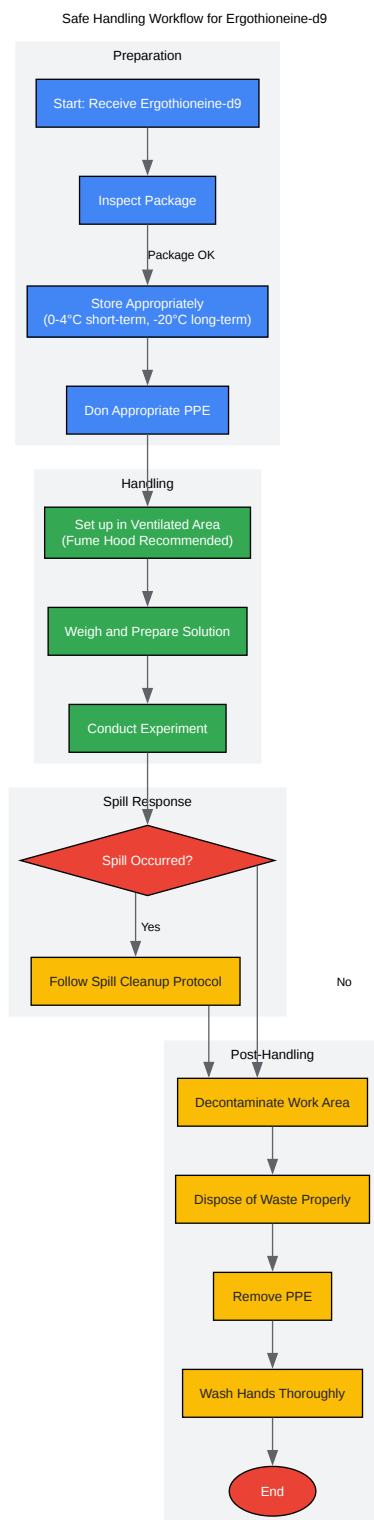 Safe Handling Workflow for Ergothioneine-d9
Preparation
Start: Receive Ergothioneine-d9
Inspect Package
Package OK
Store Appropriately
(0-4°C short-term, -20°C long-term)
Don Appropriate PPE
Handling
Set up in Ventilated Area
(Fume Hood Recommended)
Weigh and Prepare Solution
Conduct Experiment
Spill Response
Spill Occurred?
Yes
Follow Spill Cleanup Protocol
No
Post-Handling
Decontaminate Work Area
Dispose of Waste Properly
Remove PPE
Wash Hands Thoroughly
End